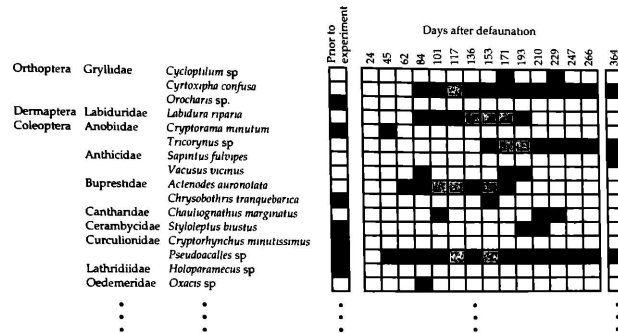 Prior to experiment
Days after defaunation
24 45 62 84 101 117 136 153 171 193 210 229 247 266 364
Orthoptera Gryllidae Cycloptilum sp
Cyrtoxipha confusa
Orocharis sp.
Dermaptera Labiduridae Labidura riparia
Coleoptera Anobiidae Cryptorama minutum
Tricorynus sp
Anthicidae Sapintus fulvipes
Vacusus vicinus
Buprestidae Actenodes auronotata
Chrysobothris tranquebarica
Cantharidae Chauliognathus marginatus
Cerambycidae Styloleptus biustus
Curculionidae Cryptorhynchus minutissimus
Pseudoacalles sp
Lathridiidae Holoparamecus sp
Oedemeridae Oxacis sp